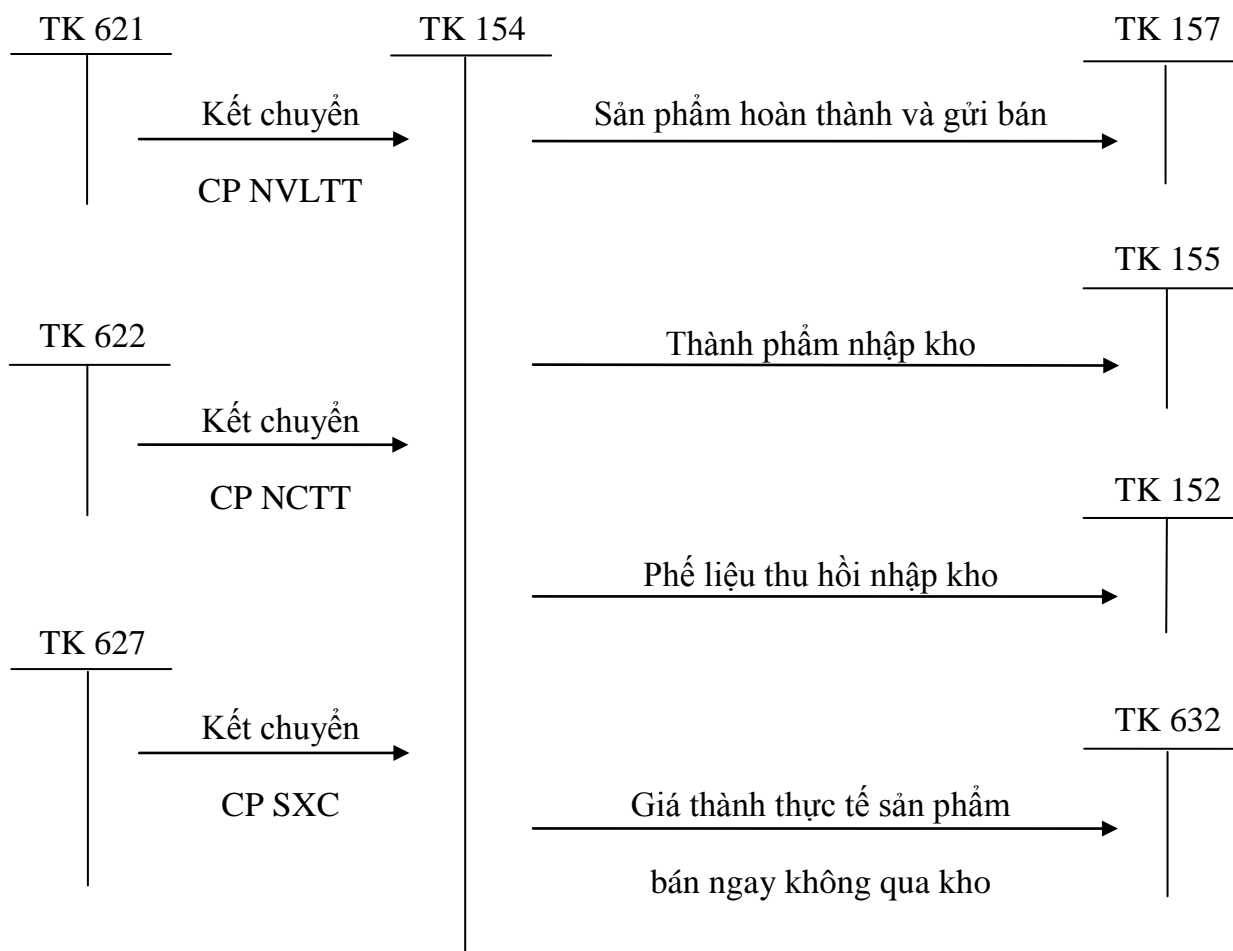 TK 621
TK 154
TK 157
Kết chuyển
CP NVLTT
Sản phẩm hoàn thành và gửi bán
TK 155
TK 622
Thành phẩm nhập kho
Kết chuyển
CP NCTT
TK 152
Phế liệu thu hồi nhập kho
TK 627
Kết chuyển
CP SXC
TK 632
Giá thành thực tế sản phẩm
bán ngay không qua kho